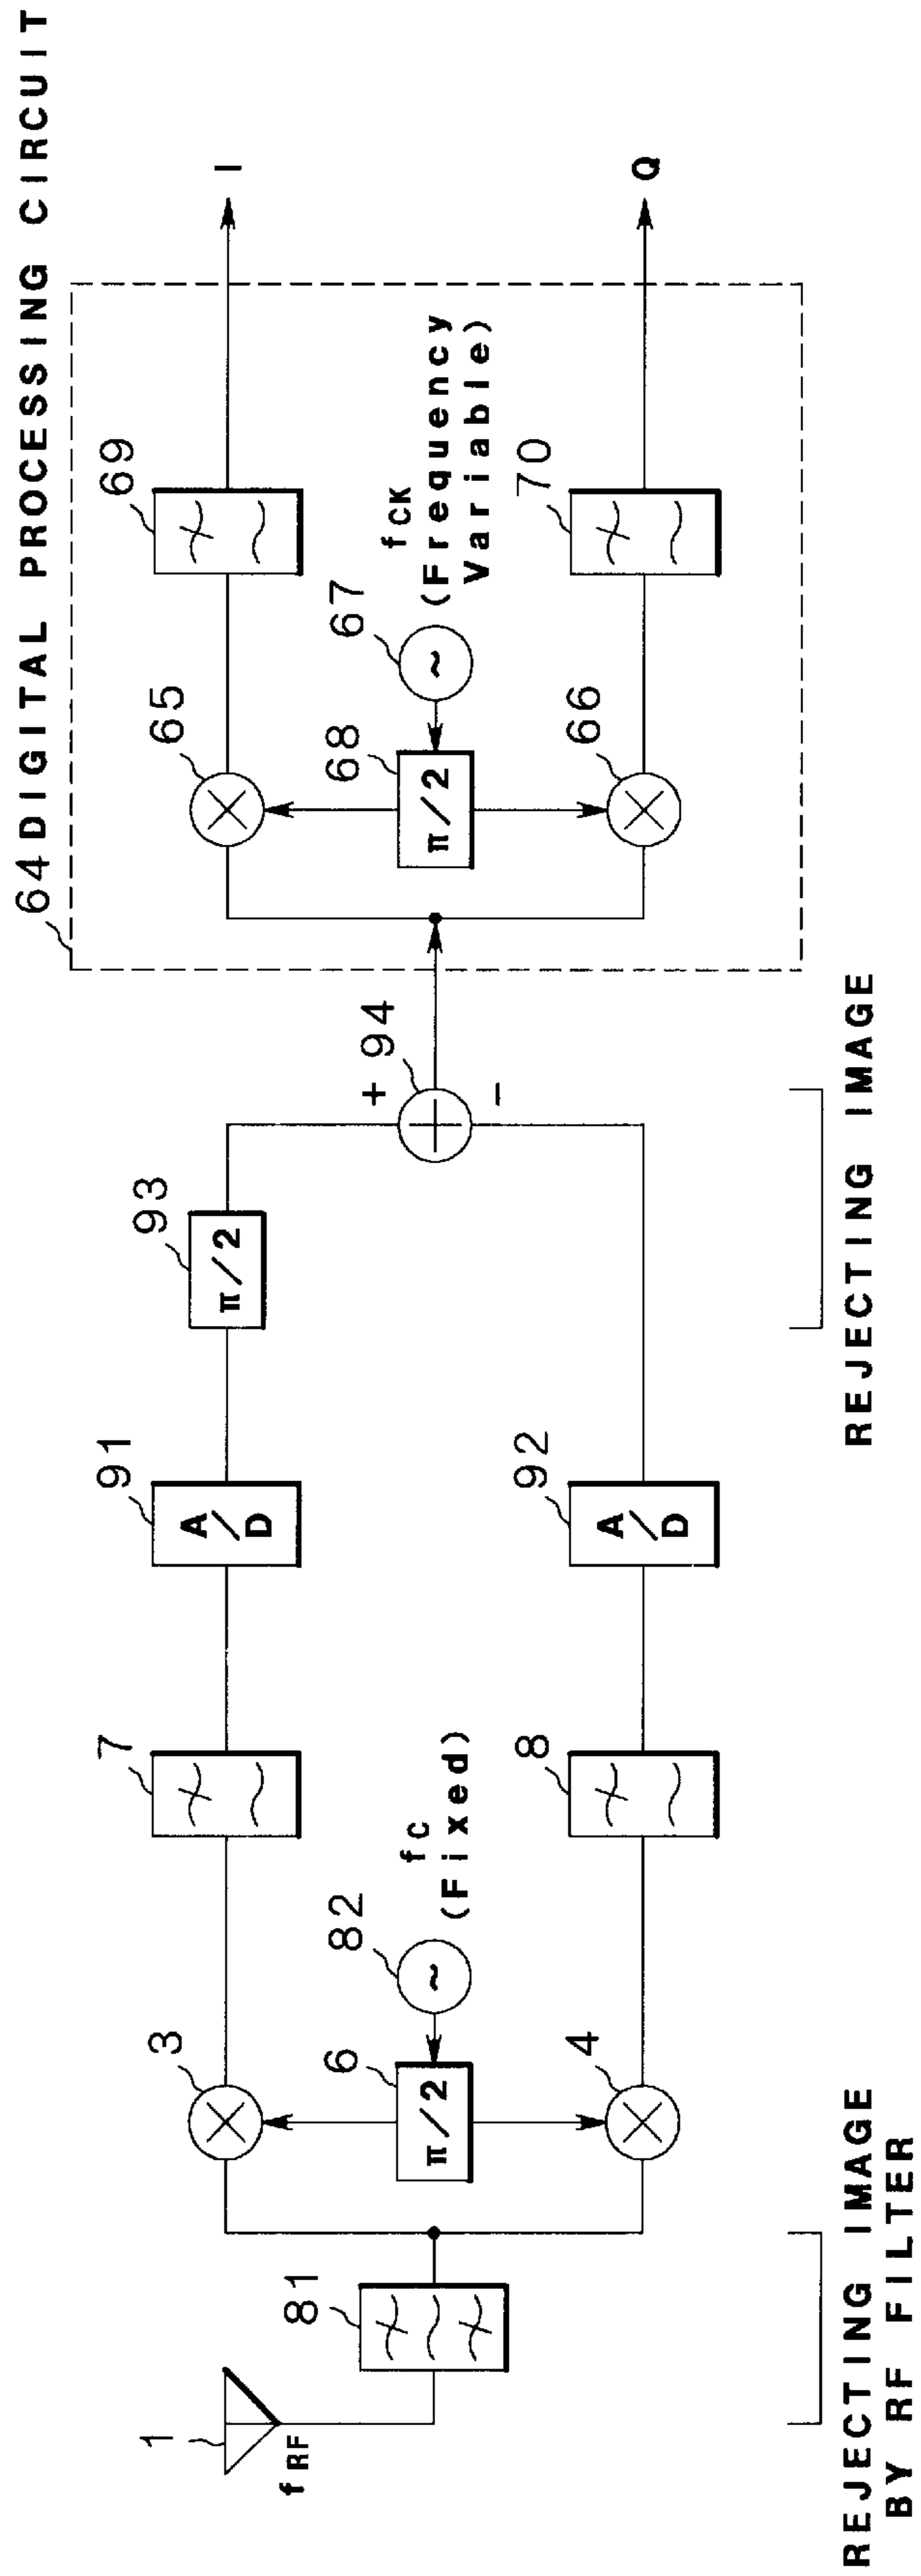 64 DIGITAL PROCESSING CIRCUIT
1
fRF
81
3
6
π/2
82
fC
(Fixed)
4
7
8
91
A/D
92
A/D
93
π/2
94
+
−
65
68
π/2
67
~
fCK
(Frequency
Variable)
66
69
70
I
Q
~
REJECTING IMAGE
BY RF FILTER
REJECTING IMAGE